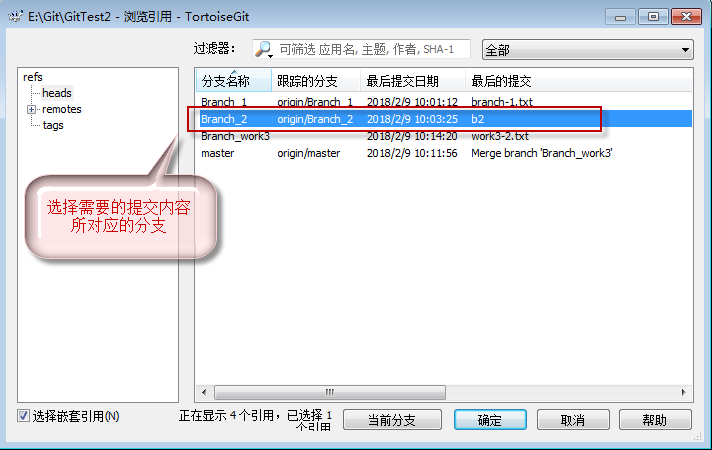 E:\Git\GitTest2 - 浏览引用 - TortoiseGit
过滤器： 可筛选 应用名, 主题, 作者, SHA-1 全部
refs
heads
remotes
tags
分支名称 跟踪的分支 最后提交日期 最后的提交
Branch_1 origin/Branch_1 2018/2/9 10:01:12 branch-1.txt
Branch_2 origin/Branch_2 2018/2/9 10:03:25 b2
Branch_work3 2018/2/9 10:14:20 work3-2.txt
master origin/master 2018/2/9 10:11:56 Merge branch 'Branch_work3'
选择需要的提交内容
所对应的分支
选择嵌套引用(N)
正在显示 4 个引用，已选择 1
个引用
当前分支 确定 取消 帮助